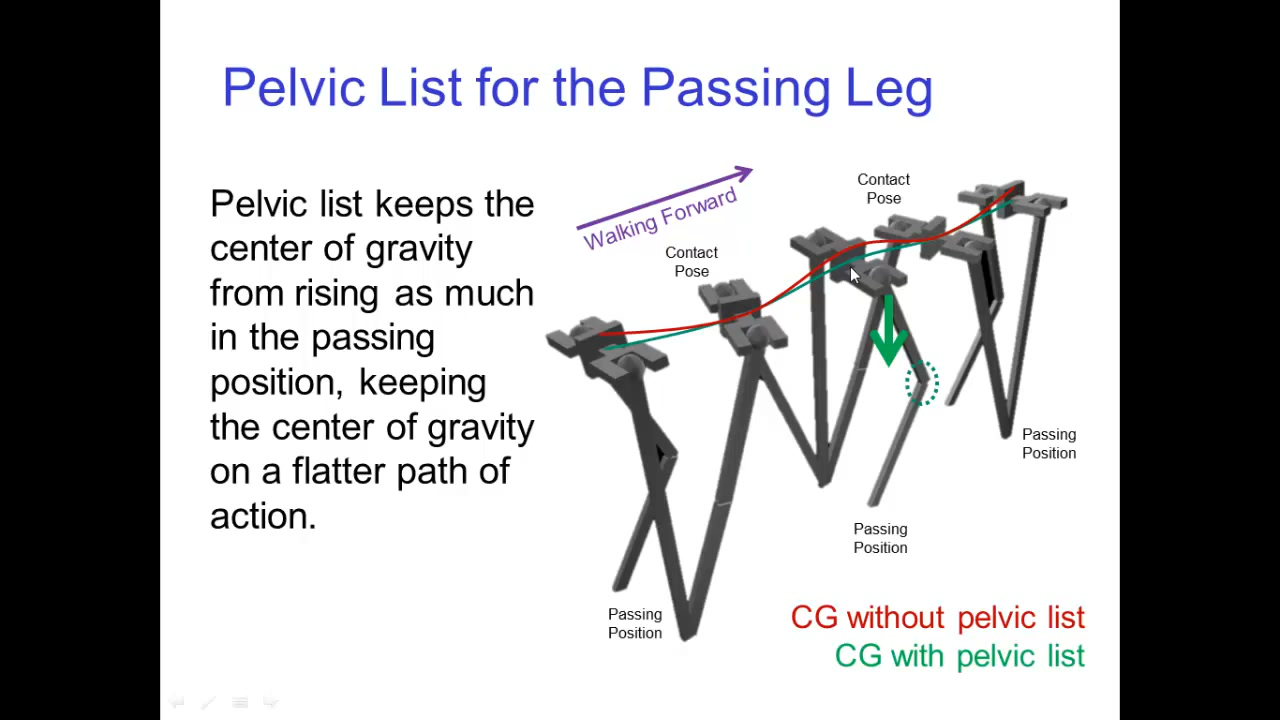 Pelvic List for the Passing Leg
Pelvic list keeps the
center of gravity
from rising as much
in the passing
position, keeping
the center of gravity
on a flatter path of
action.
Walking Forward
Contact
Pose
Contact
Pose
Passing
Position
Passing
Position
Passing
Position
CG without pelvic list
CG with pelvic list